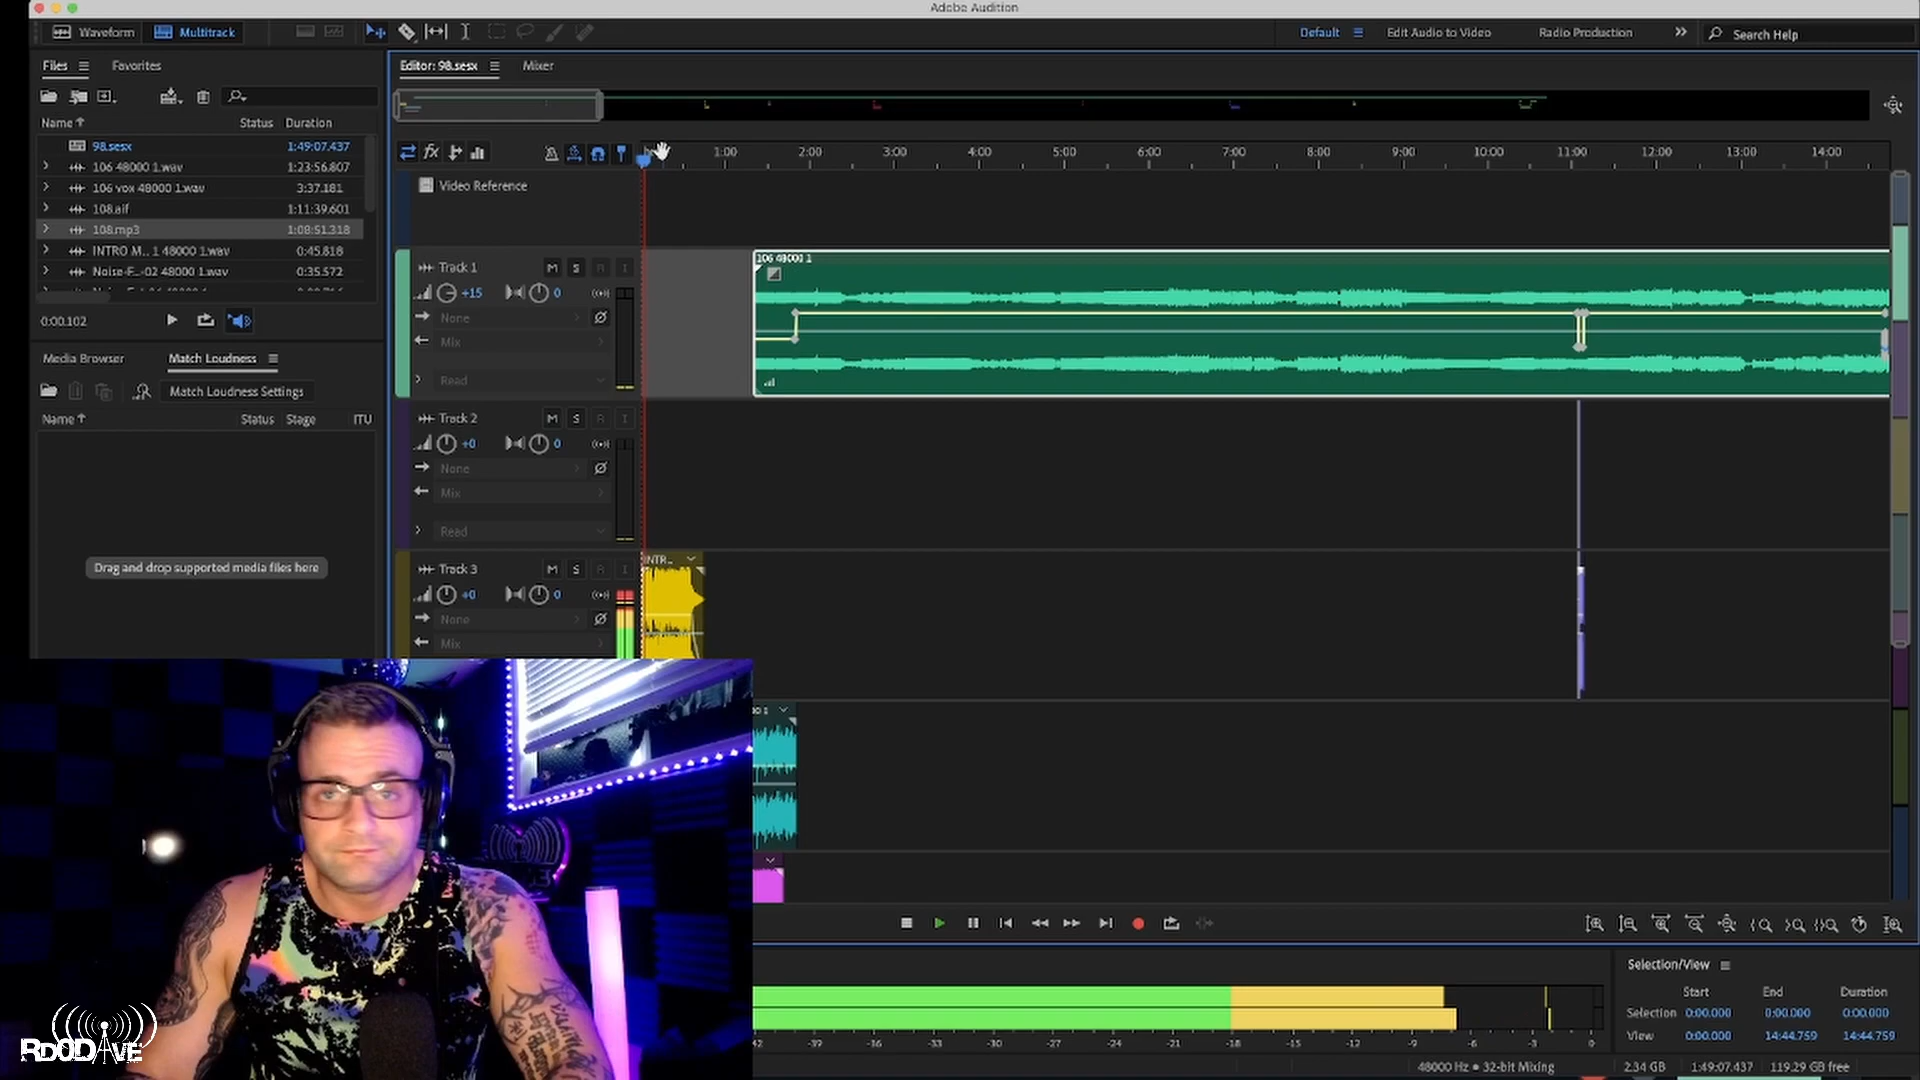 Adobe Audition
Waveform
Multitrack
Default
Edit Audio to Video
Radio Production
Search Help
Files
Favorites
Editor: 98.sesx
Mixer
Name
Status
Duration
98.sesx
1:49:07.437
106 48000 1.wav
1:23:56.807
106 vox 48000 1.wav
3:37.181
108.aif
1:11:39.601
108.mp3
1:08:51.318
INTRO M... 1 48000 1.wav
0:45.818
Noise-F...-02 48000 1.wav
0:35.572
0:00.102
1:00
2:00
3:00
4:00
5:00
6:00
7:00
8:00
9:00
10:00
11:00
12:00
13:00
14:00
Video Reference
106 48000 1
Track 1
M
S
R
I
+15
0
None
Mix
Read
Media Browser
Match Loudness
Match Loudness Settings
Name
Status
Stage
ITU
Drag and drop supported media files here
Track 2
M
S
R
I
+0
0
None
Mix
Read
Track 3
M
S
R
I
+0
0
None
Mix
INTR...
Selection/View
Start
End
Duration
Selection
0:00.000
0:00.000
0:00.000
View
0:00.000
14:44.759
14:44.759
42
-39
-36
-33
-30
-27
-24
-21
-18
-15
-12
-9
-6
-3
0
48000 Hz • 32-bit Mixing
2.34 GB
1:49:07.437
119.29 GB free
RDODAVE